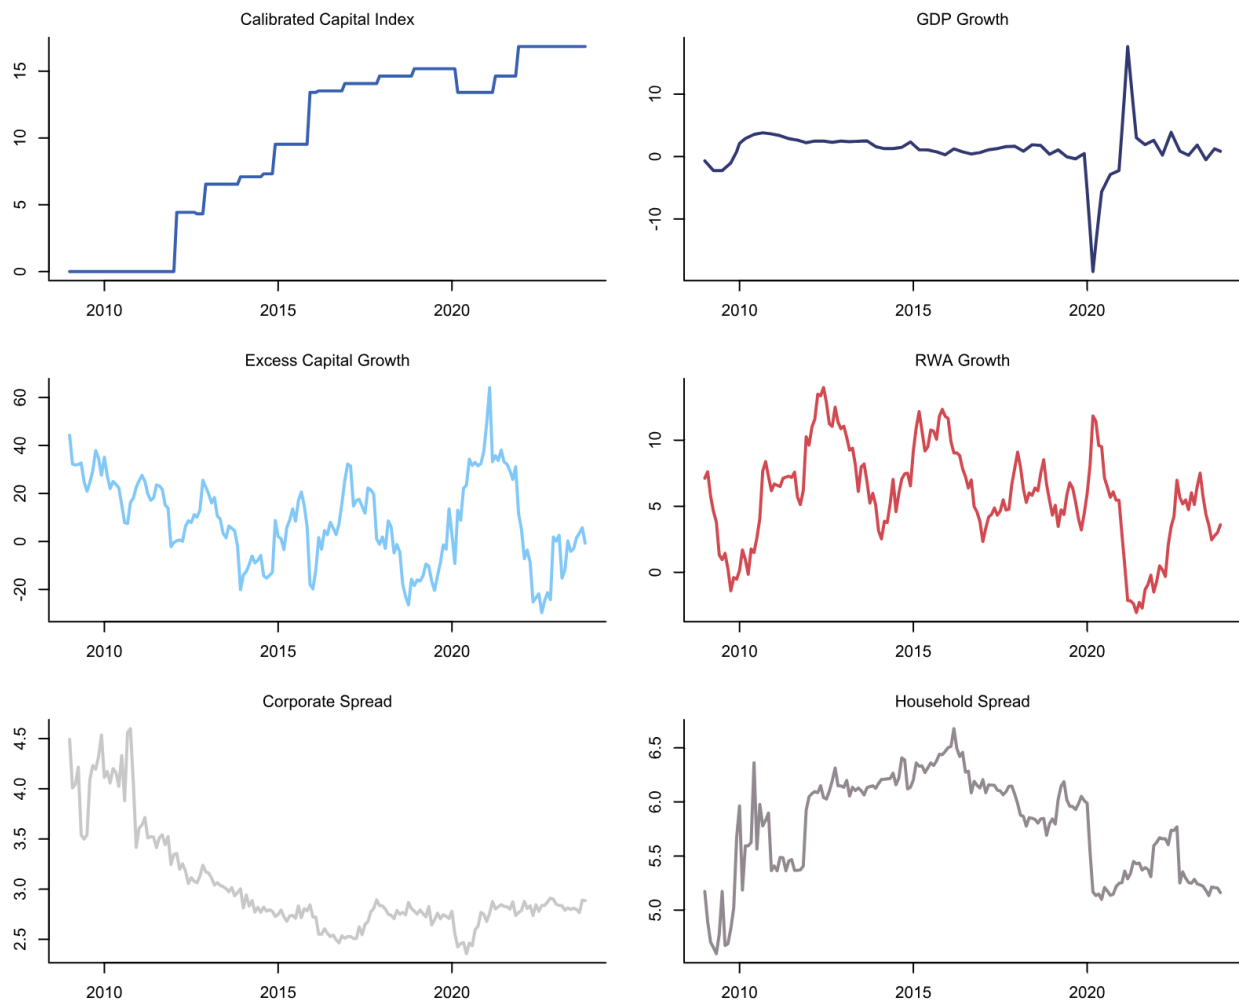 Calibrated Capital Index
15
10
5
0
2010 2015 2020
GDP Growth
10
0
-10
2010 2015 2020
Excess Capital Growth
60
40
20
0
-20
2010 2015 2020
RWA Growth
10
5
0
2010 2015 2020
Corporate Spread
4.5
4.0
3.5
3.0
2.5
2010 2015 2020
Household Spread
6.5
6.0
5.5
5.0
2010 2015 2020